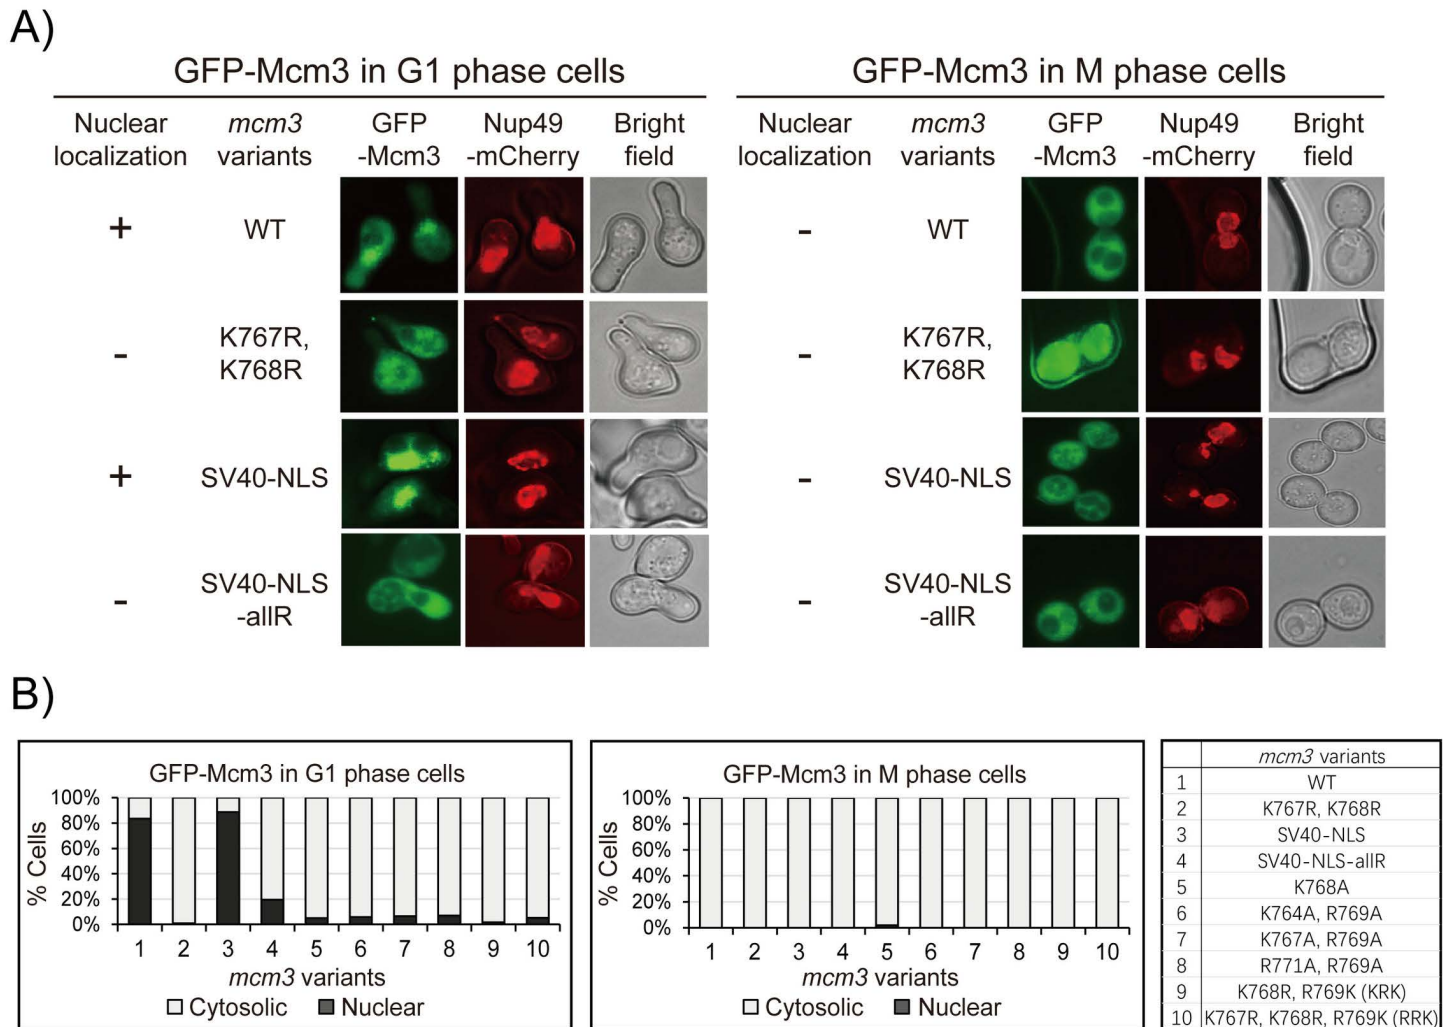 A)
GFP-Mcm3 in G1 phase cells
Nuclear localization
mcm3 variants
GFP -Mcm3
Nup49 -mCherry
Bright field
+
WT
-
K767R, K768R
+
SV40-NLS
-
SV40-NLS -allR
GFP-Mcm3 in M phase cells
Nuclear localization
mcm3 variants
GFP -Mcm3
Nup49 -mCherry
Bright field
-
WT
-
K767R, K768R
-
SV40-NLS
-
SV40-NLS -allR
B)
GFP-Mcm3 in G1 phase cells
% Cells
100%
80%
60%
40%
20%
0%
1 2 3 4 5 6 7 8 9 10
mcm3 variants
Cytosolic Nuclear
GFP-Mcm3 in M phase cells
% Cells
100%
80%
60%
40%
20%
0%
1 2 3 4 5 6 7 8 9 10
mcm3 variants
Cytosolic Nuclear
mcm3 variants
1 WT
2 K767R, K768R
3 SV40-NLS
4 SV40-NLS-allR
5 K768A
6 K764A, R769A
7 K767A, R769A
8 R771A, R769A
9 K768R, R769K (KRK)
10 K767R, K768R, R769K (RRK)